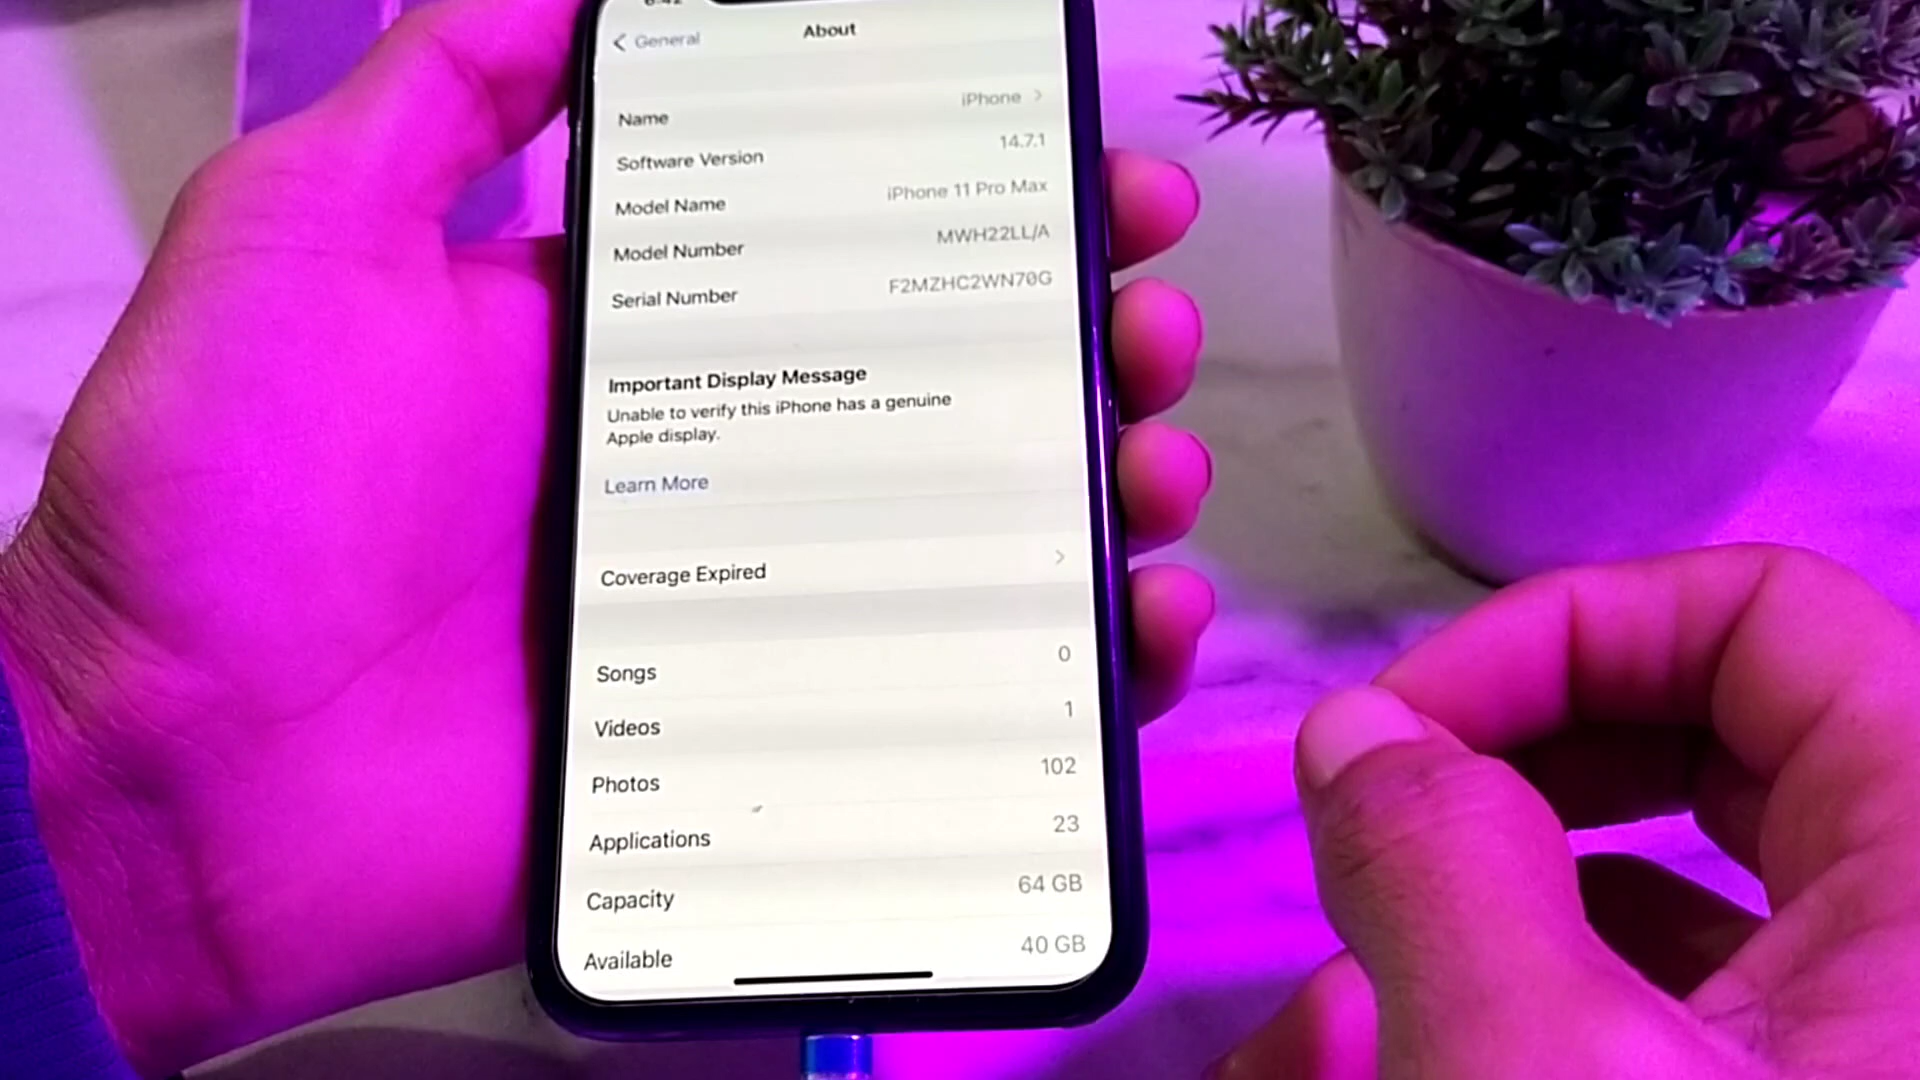 General
About
Name iPhone
Software Version 14.7.1
Model Name iPhone 11 Pro Max
Model Number MWH22LL/A
Serial Number F2MZHC2WN70G
Important Display Message
Unable to verify this iPhone has a genuine
Apple display.
Learn More
Coverage Expired
Songs 0
Videos 1
Photos 102
Applications 23
Capacity 64 GB
Available 40 GB